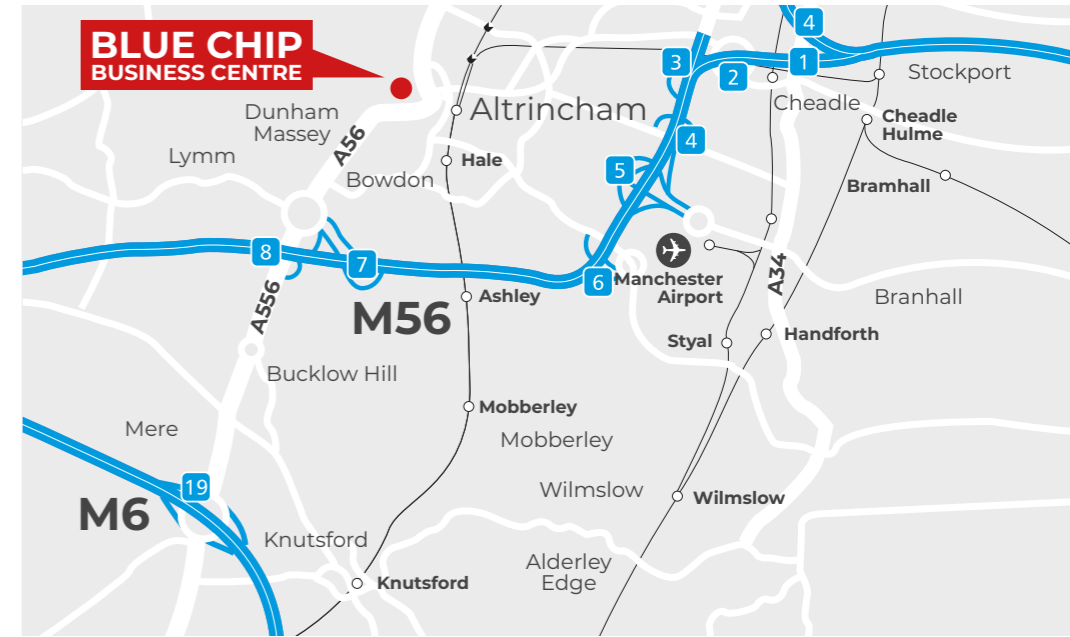 BLUE CHIP
BUSINESS CENTRE
4
3
2
1
Stockport
Cheadle
Dunham
Massey
Altrincham
Cheadle
Hulme
A56
Lymm
Hale
4
5
Bowdon
Bramhall
8
7
6
Manchester
Airport
A34
A556
M56
Ashley
Branhall
Styal
Handforth
Bucklow Hill
Mobberley
Mere
Mobberley
19
M6
Wilmslow
Wilmslow
Knutsford
Alderley
Edge
Knutsford